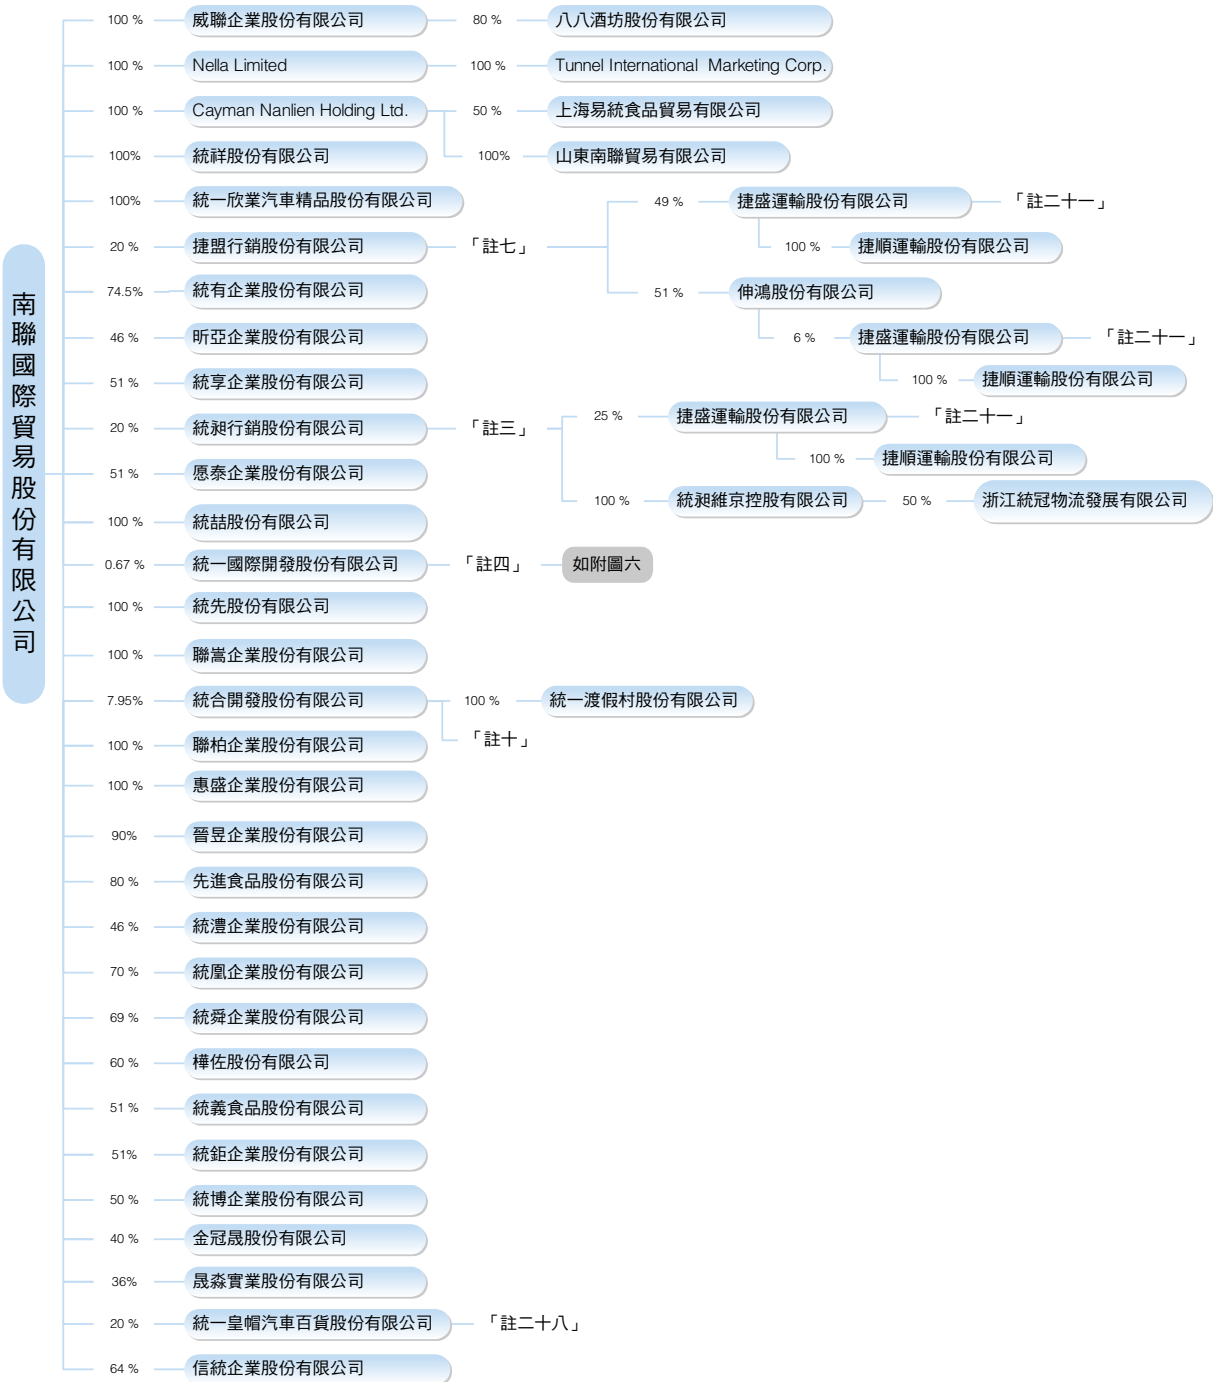 南聯國際貿易股份有限公司
100 % 威聯企業股份有限公司 80 % 八八酒坊股份有限公司
100 % Nella Limited 100 % Tunnel International Marketing Corp.
100 % Cayman Nanlien Holding Ltd. 50 % 上海易統食品貿易有限公司
100% 統祥股份有限公司 100% 山東南聯貿易有限公司
100% 統一欣業汽車精品股份有限公司 49 % 捷盛運輸股份有限公司 「註二十一」
20 % 捷盟行銷股份有限公司 「註七」 100 % 捷順運輸股份有限公司
74.5% 統有企業股份有限公司 51 % 伸鴻股份有限公司
46 % 昕亞企業股份有限公司 6 % 捷盛運輸股份有限公司 「註二十一」
51 % 統享企業股份有限公司 100 % 捷順運輸股份有限公司
20 % 統昶行銷股份有限公司 「註三」 25 % 捷盛運輸股份有限公司 「註二十一」
51 % 愿泰企業股份有限公司 100 % 捷順運輸股份有限公司
100 % 統昶維京控股有限公司 50 % 浙江統冠物流發展有限公司
100 % 統喆股份有限公司
0.67 % 統一國際開發股份有限公司 「註四」 如附圖六
100 % 統先股份有限公司
100 % 聯嵩企業股份有限公司
7.95% 統合開發股份有限公司 100 % 統一渡假村股份有限公司
100 % 聯柏企業股份有限公司 「註十」
100 % 惠盛企業股份有限公司
90% 晉昱企業股份有限公司
80 % 先進食品股份有限公司
46 % 統灃企業股份有限公司
70 % 統凰企業股份有限公司
69 % 統舜企業股份有限公司
60 % 樺佐股份有限公司
51 % 統義食品股份有限公司
51% 統鉅企業股份有限公司
50 % 統博企業股份有限公司
40 % 金冠晟股份有限公司
36% 晟淼實業股份有限公司
20 % 統一皇帽汽車百貨股份有限公司 「註二十八」
64 % 信統企業股份有限公司